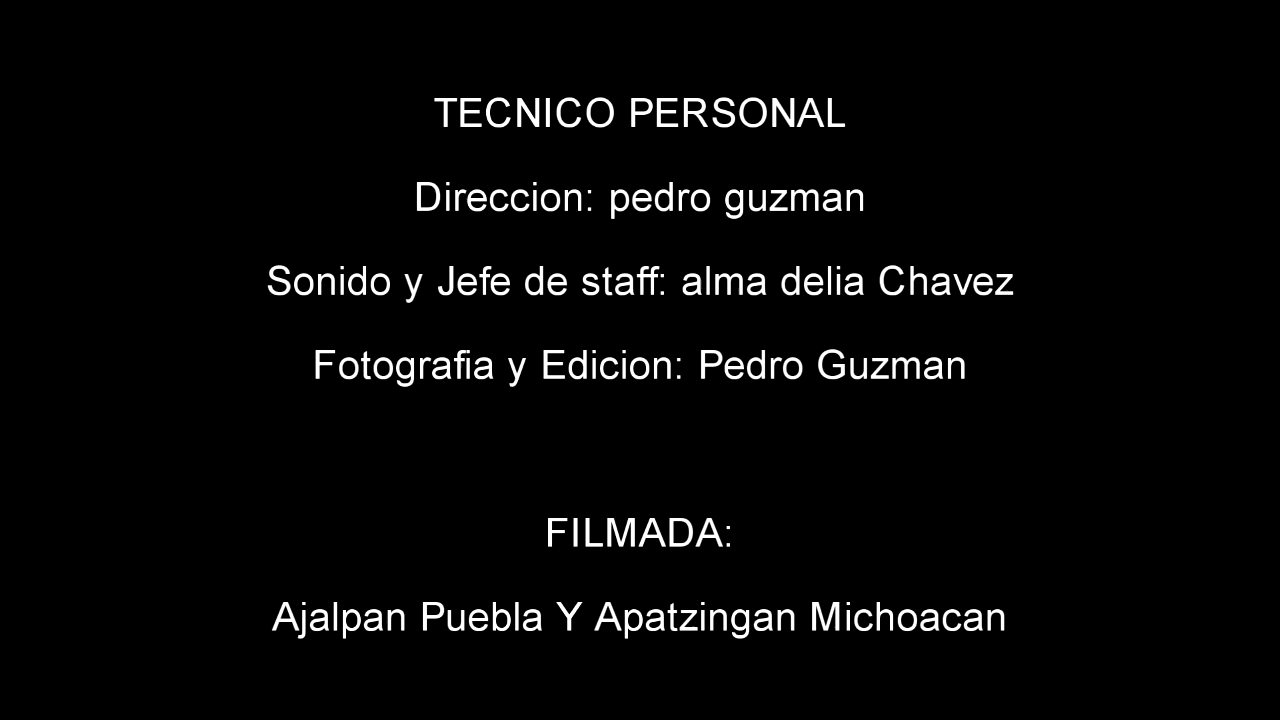 TECNICO PERSONAL
Direccion: pedro guzman
Sonido y Jefe de staff: alma delia Chavez
Fotografia y Edicion: Pedro Guzman
FILMADA:
Ajalpan Puebla Y Apatzingan Michoacan